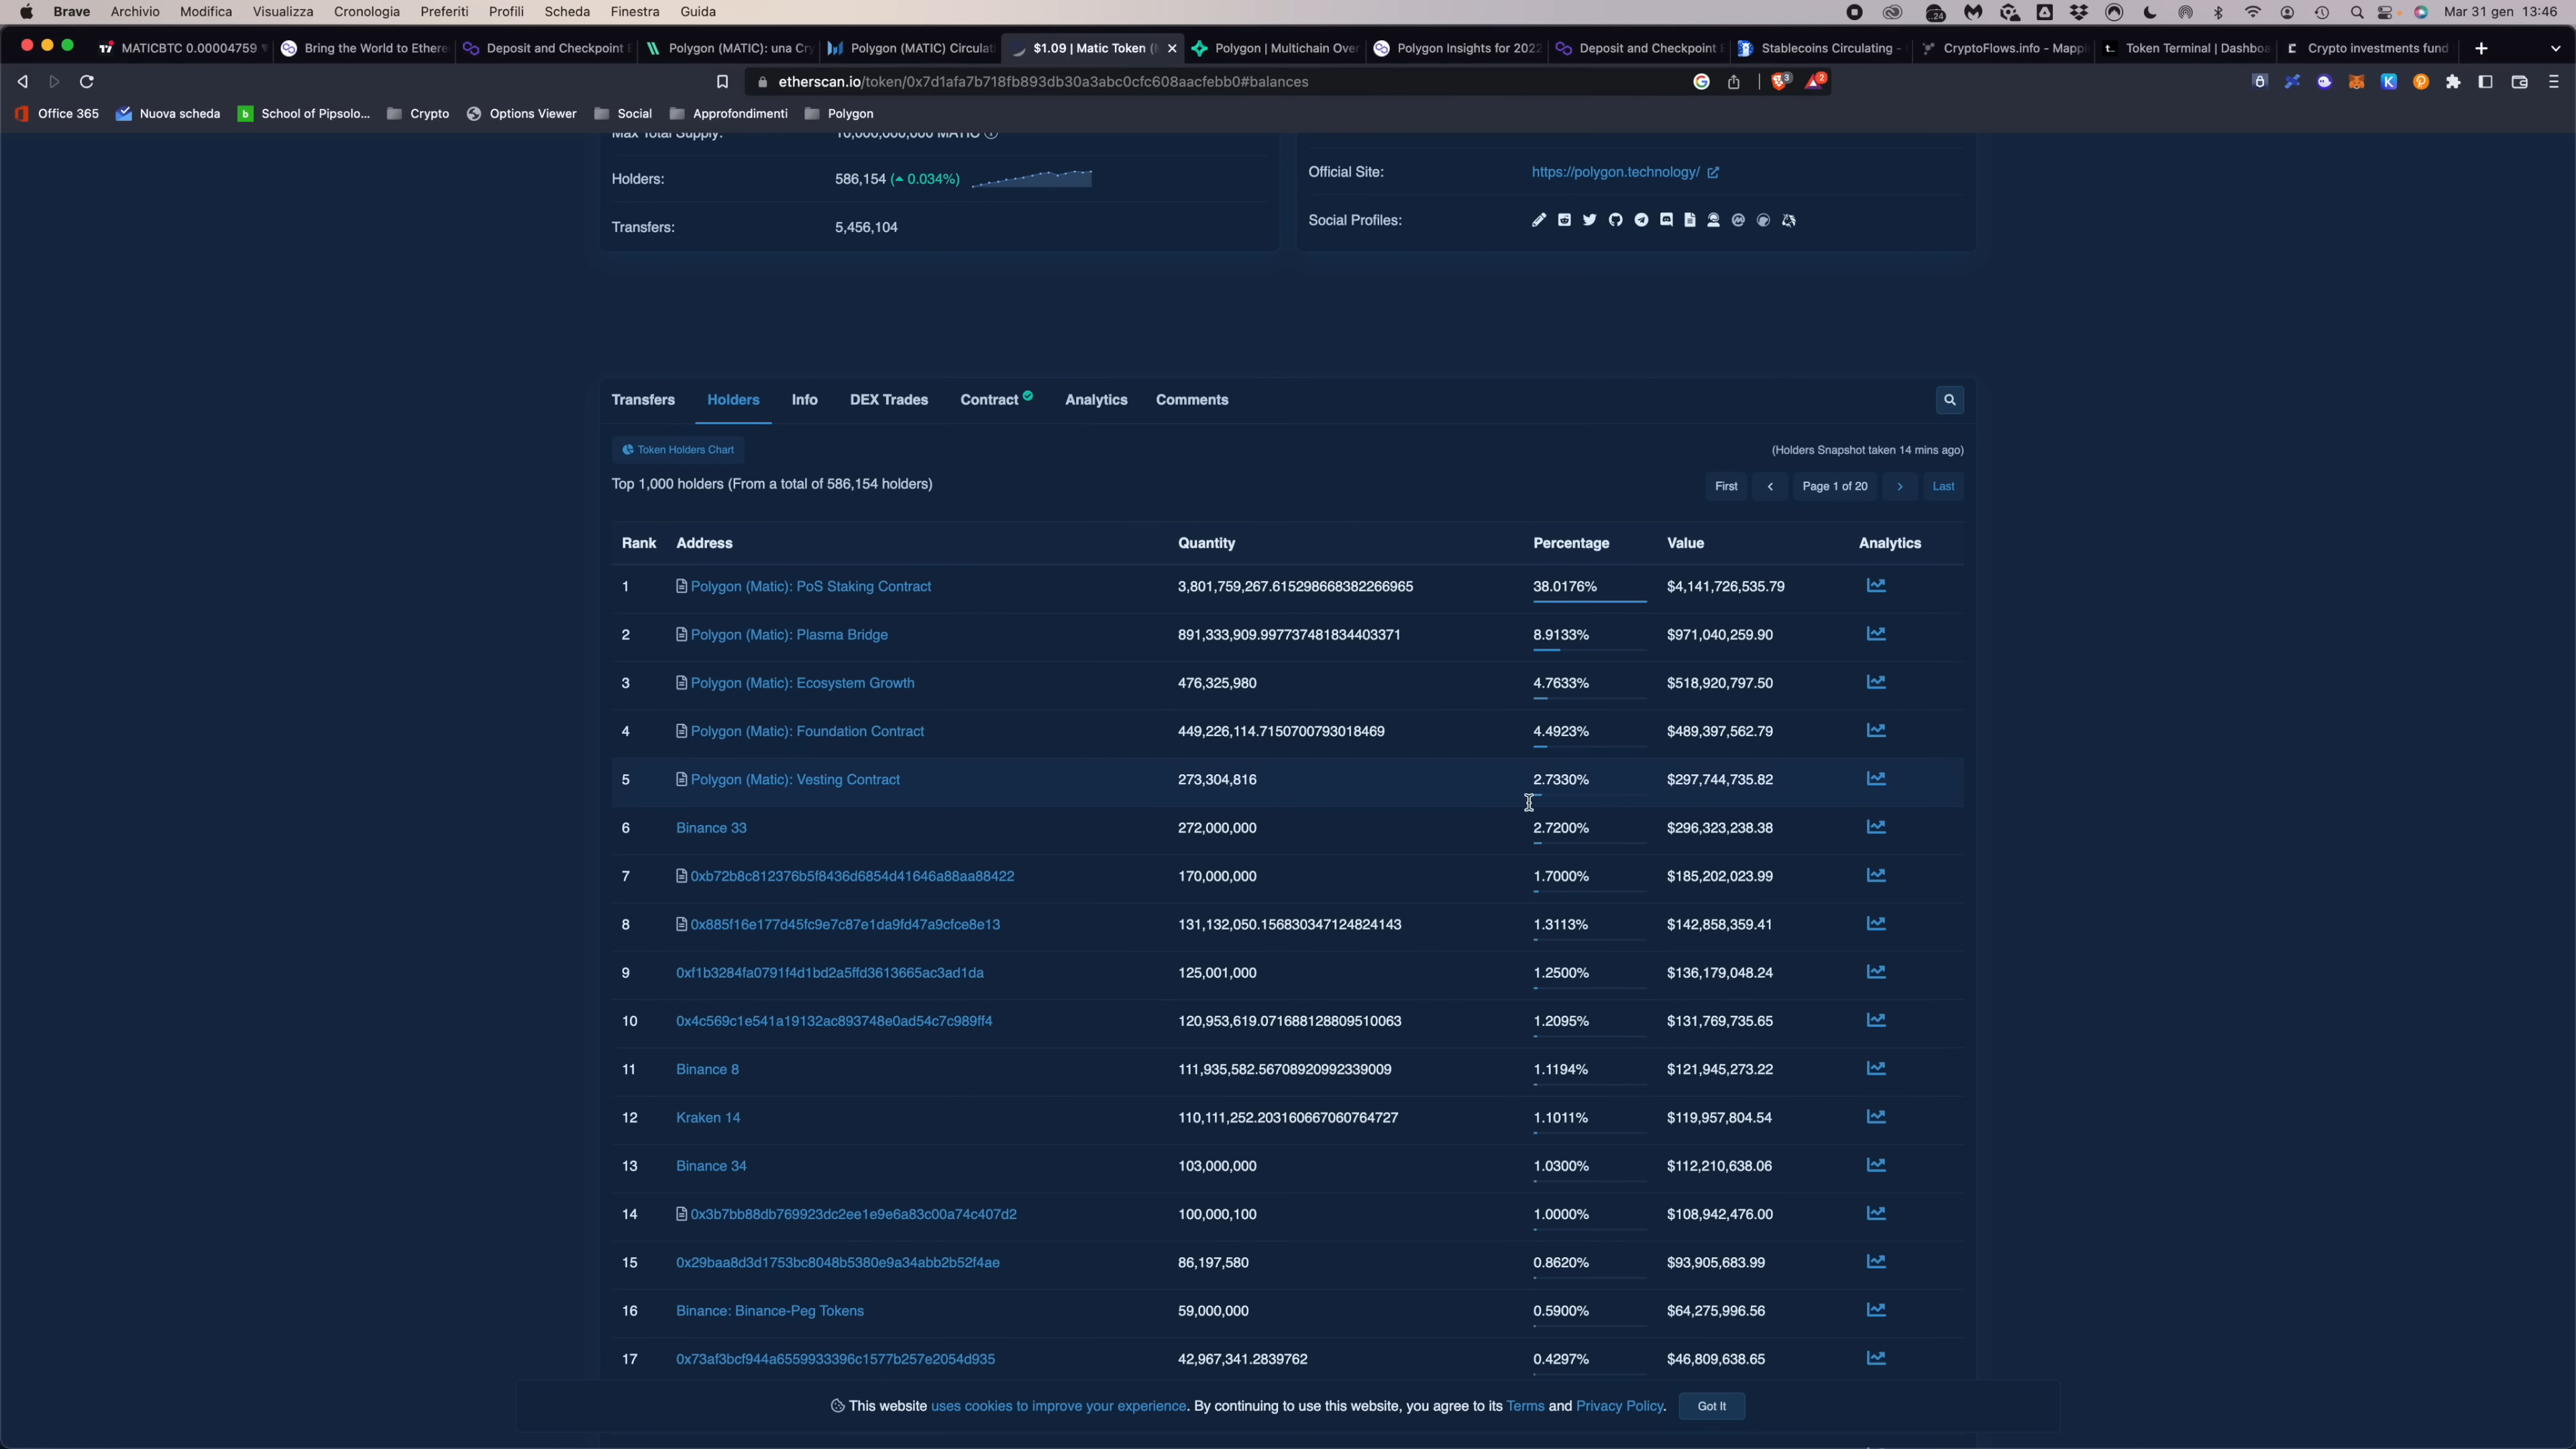 Brave Archivio Modifica Visualizza Cronologia Preferiti Profili Scheda Finestra Guida
24
Mar 31 gen 13:46
MATICBTC 0.00004759
Bring the World to Ethere
Deposit and Checkpoint
Polygon (MATIC): una Cry
Polygon (MATIC) Circulati
$1.09 | Matic Token (
Polygon | Multichain Over
Polygon Insights for 2022
Deposit and Checkpoint
Stablecoins Circulating -
CryptoFlows.info - Mappi
Token Terminal | Dashboa
Crypto investments fund
etherscan.io/token/0x7d1afa7b718fb893db30a3abc0cfc608aacfebb0#balances
Office 365
Nuova scheda
School of Pipsolo...
Crypto
Options Viewer
Social
Approfondimenti
Polygon
Max Total Supply: 10,000,000,000 MATIC
Holders: 586,154 (0.034%)
Transfers: 5,456,104
Official Site: https://polygon.technology/
Social Profiles:
Transfers Holders Info DEX Trades Contract Analytics Comments
Token Holders Chart
(Holders Snapshot taken 14 mins ago)
Top 1,000 holders (From a total of 586,154 holders)
First < Page 1 of 20 > Last
Rank Address Quantity Percentage Value Analytics
1 Polygon (Matic): PoS Staking Contract 3,801,759,267.615298668382266965 38.0176% $4,141,726,535.79
2 Polygon (Matic): Plasma Bridge 891,333,909.997737481834403371 8.9133% $971,040,259.90
3 Polygon (Matic): Ecosystem Growth 476,325,980 4.7633% $518,920,797.50
4 Polygon (Matic): Foundation Contract 449,226,114.7150700793018469 4.4923% $489,397,562.79
5 Polygon (Matic): Vesting Contract 273,304,816 2.7330% $297,744,735.82
6 Binance 33 272,000,000 2.7200% $296,323,238.38
7 0xb72b8c812376b5f8436d6854d41646a88aa88422 170,000,000 1.7000% $185,202,023.99
8 0x885f16e177d45fc9e7c87e1da9fd47a9cfce8e13 131,132,050.156830347124824143 1.3113% $142,858,359.41
9 0xf1b3284fa0791f4d1bd2a5ffd3613665ac3ad1da 125,001,000 1.2500% $136,179,048.24
10 0x4c569c1e541a19132ac893748e0ad54c7c989ff4 120,953,619.071688128809510063 1.2095% $131,769,735.65
11 Binance 8 111,935,582.56708920992339009 1.1194% $121,945,273.22
12 Kraken 14 110,111,252.203160667060764727 1.1011% $119,957,804.54
13 Binance 34 103,000,000 1.0300% $112,210,638.06
14 0x3b7bb88db769923dc2ee1e9e6a83c00a74c407d2 100,000,100 1.0000% $108,942,476.00
15 0x29baa8d3d1753bc8048b5380e9a34abb2b52f4ae 86,197,580 0.8620% $93,905,683.99
16 Binance: Binance-Peg Tokens 59,000,000 0.5900% $64,275,996.56
17 0x73af3bcf944a6559933396c1577b257e2054d935 42,967,341.2839762 0.4297% $46,809,638.65
This website uses cookies to improve your experience. By continuing to use this website, you agree to its Terms and Privacy Policy. Got It